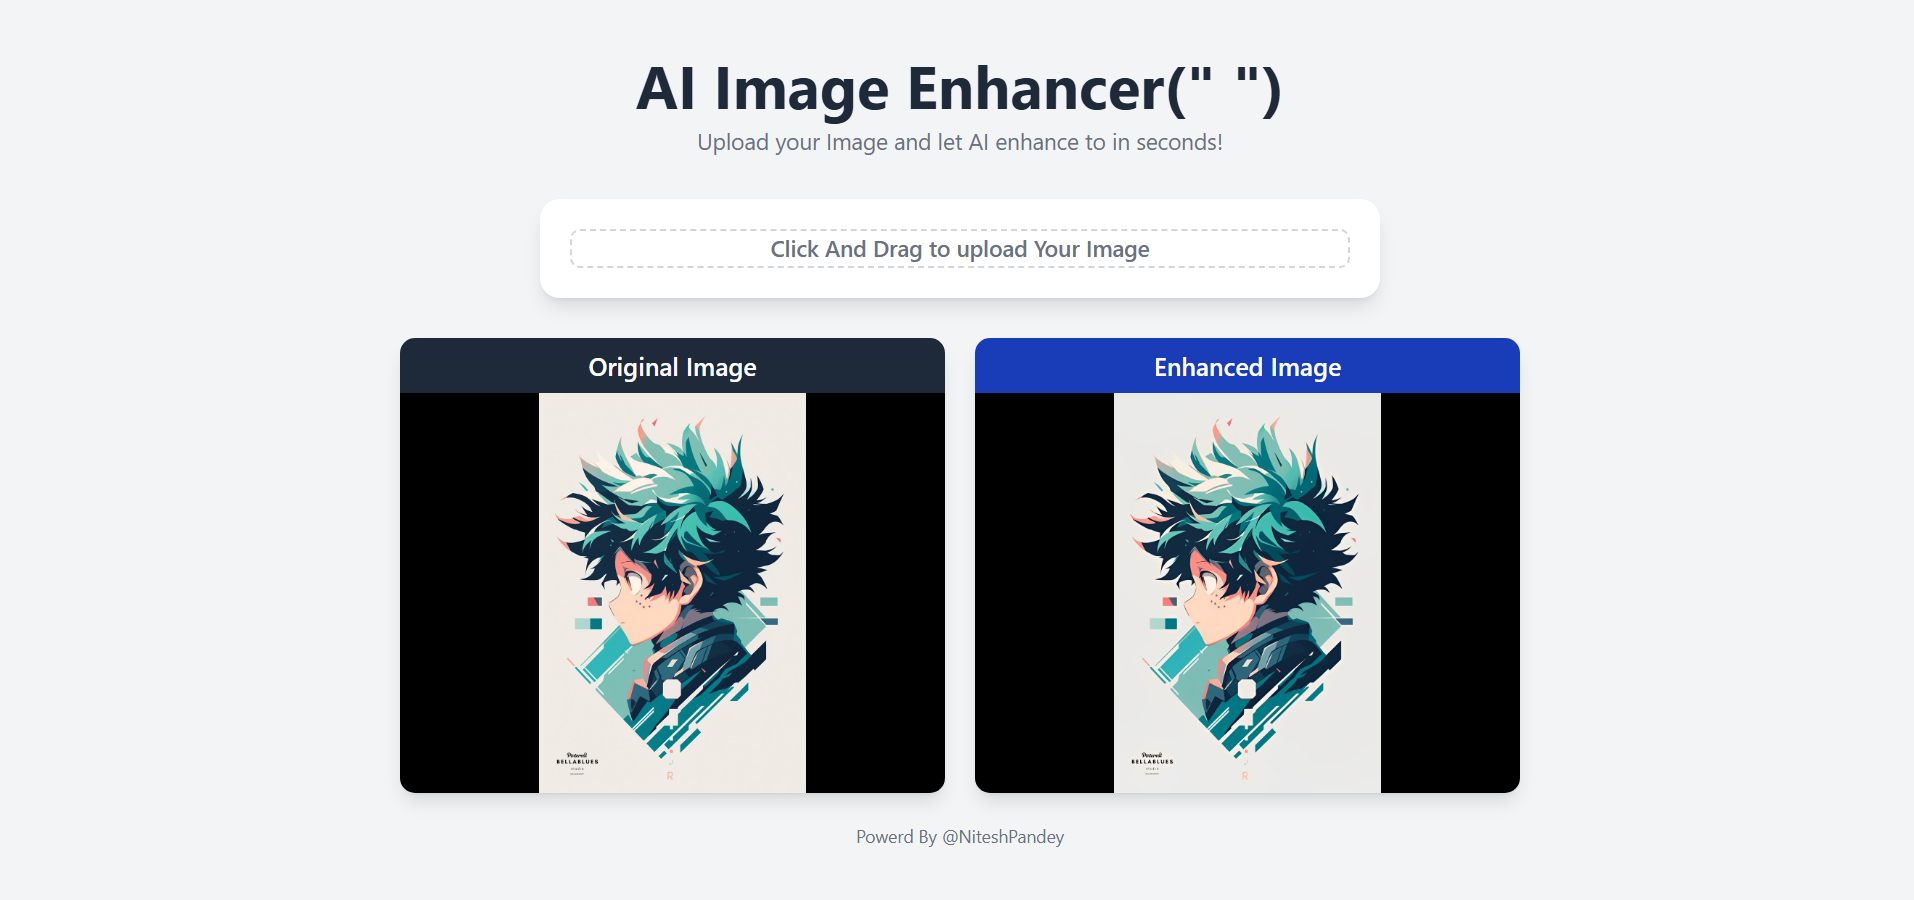 AI Image Enhancer(" ")
Upload your Image and let AI enhance to in seconds!
Click And Drag to upload Your Image
Original Image
Enhanced Image
BELLABLUES
R
BELLABLUES
R
Powerd By @NiteshPandey